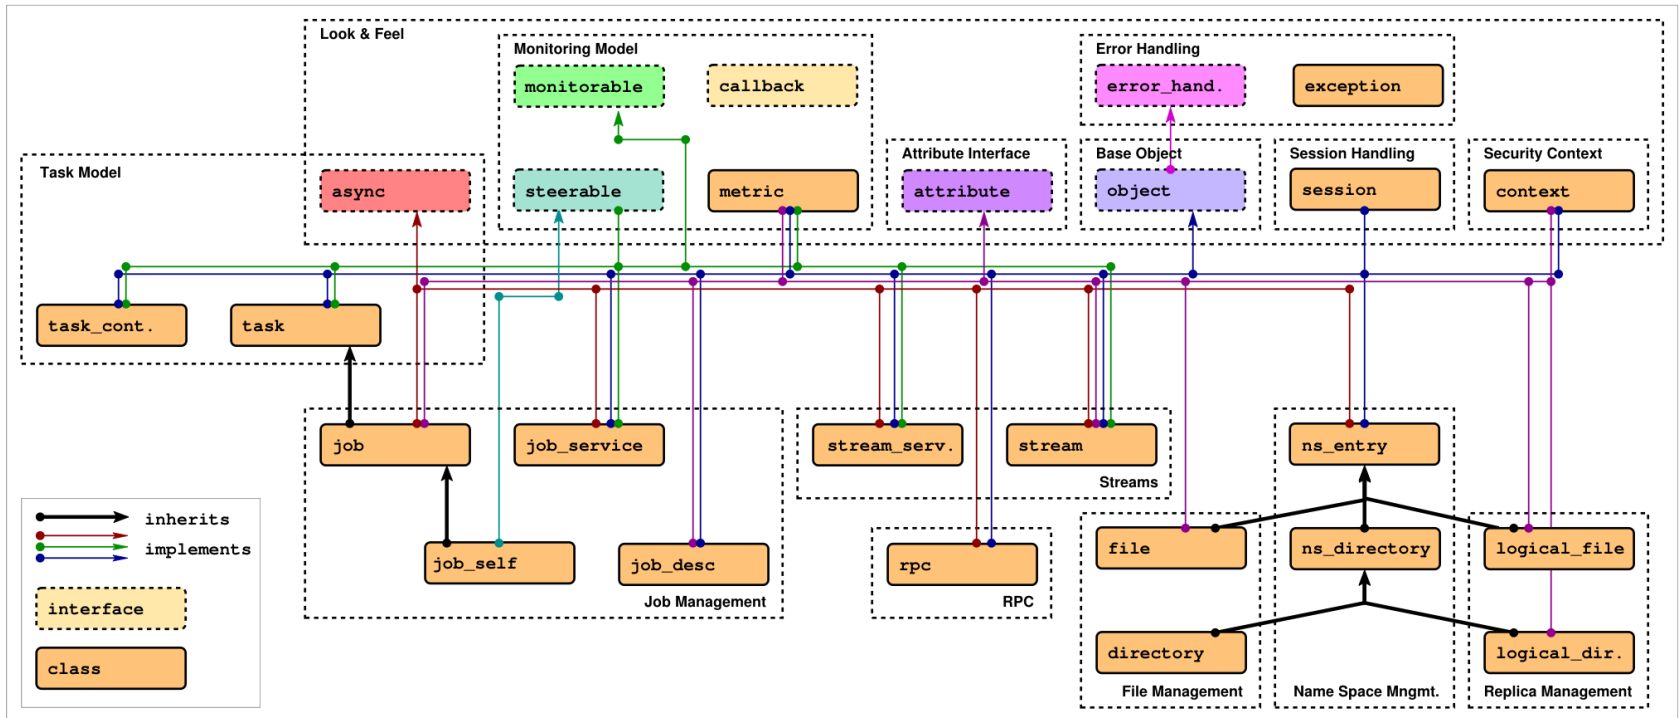 Look & Feel
Monitoring Model
Error Handling
monitorable
callback
error_hand.
exception
Task Model
Attribute Interface
Base Object
Session Handling
Security Context
async
steerable
metric
attribute
object
session
context
task_cont.
task
job
job_service
stream_serv.
stream
ns_entry
Streams
inherits
implements
interface
class
job_self
job_desc
Job Management
rpc
RPC
file
ns_directory
logical_file
directory
logical_dir.
File Management
Name Space Mngmt.
Replica Management